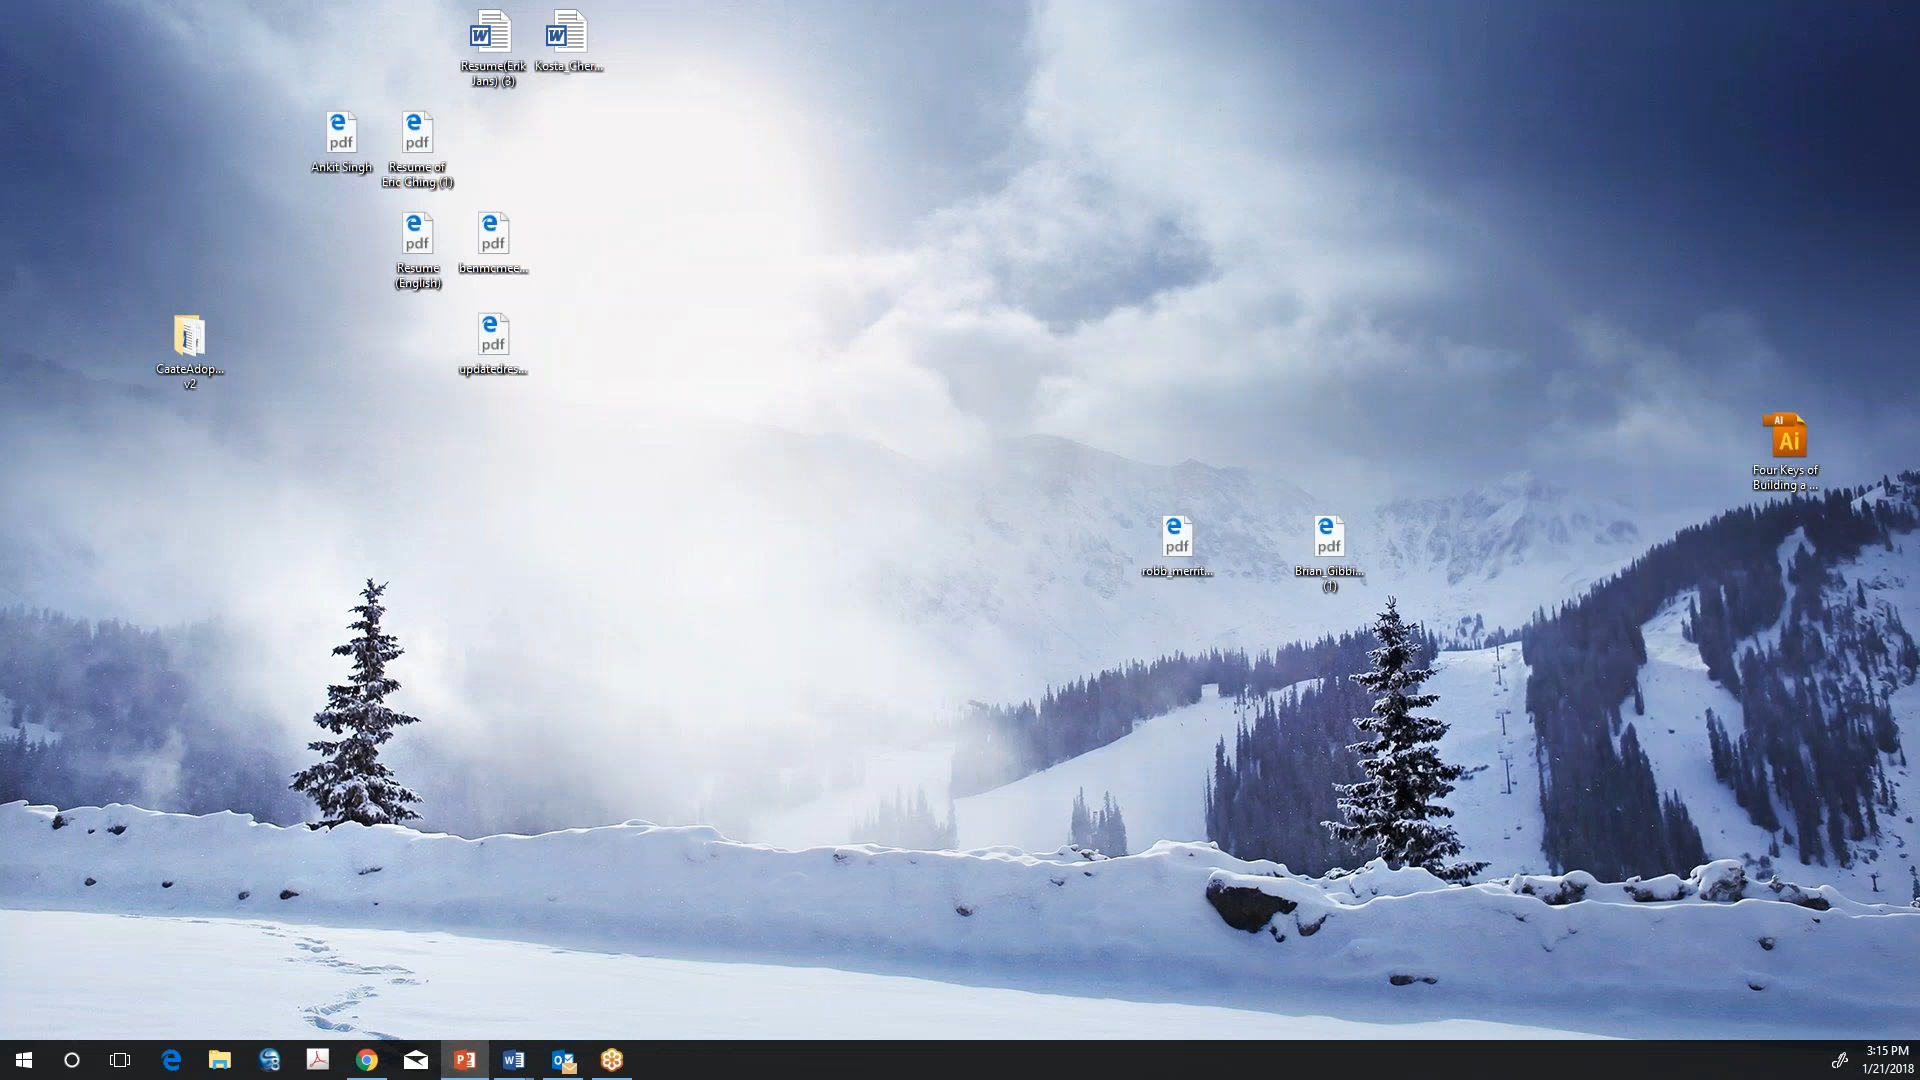 Resume(Erik
Jans) (3)
Kosta_Cher...
pdf
Ankit Singh
pdf
Resume of
Eric Ching (1)
pdf
Resume
(English)
pdf
benmcmee...
CaateAdop...
v2
pdf
updatedres...
Ai
Ai
Four Keys of
Building a ...
pdf
robb_merrit...
pdf
Brian_Gibbi...
(1)
3:15 PM
1/21/2018